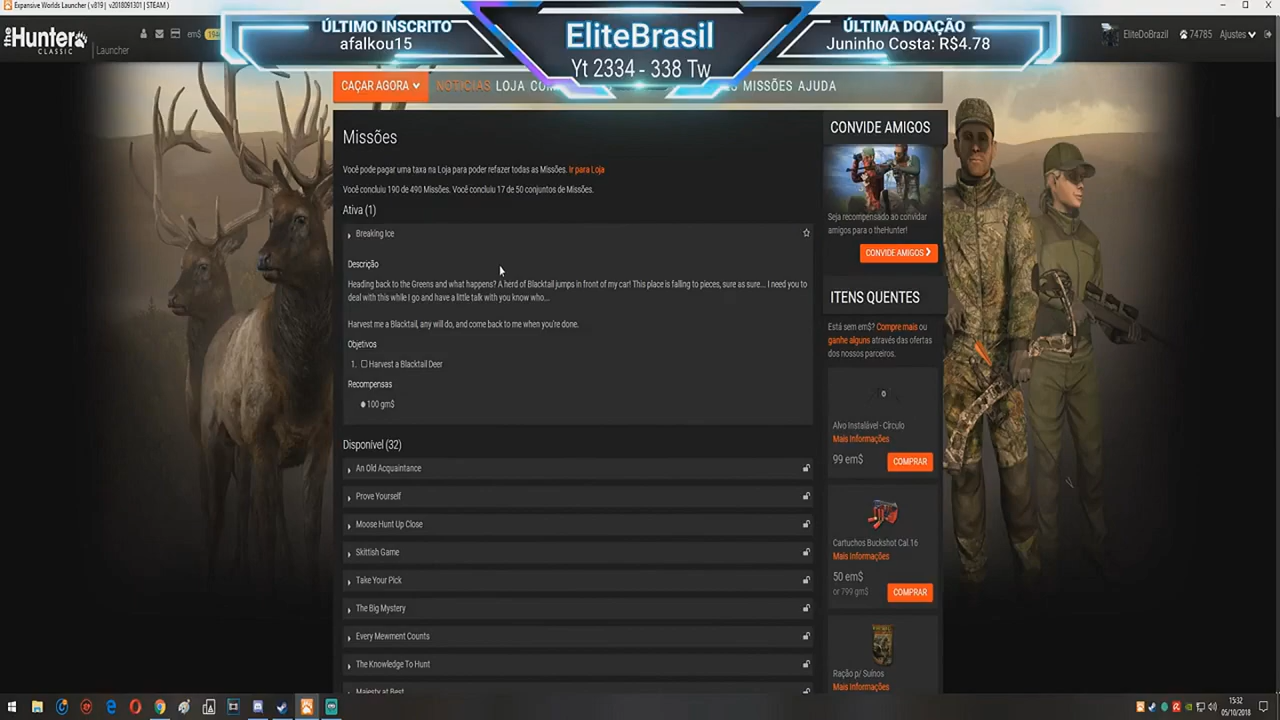 Expansive Worlds Launcher ( v819 | v2018091301 | STEAM )
theHunter
CLASSIC
Launcher
em$
ÚLTIMO INSCRITO
afalkou15
EliteBrasil
Yt 2334 - 338 Tw
ÚLTIMA DOAÇÃO
Juninho Costa: R$4.78
EliteDoBrazil
74785
Ajustes
CAÇAR AGORA
NOTÍCIAS
LOJA
MISSÕES
AJUDA
Missões
Você pode pagar uma taxa na Loja para poder refazer todas as Missões. Ir para Loja
Você concluiu 190 de 490 Missões. Você concluiu 17 de 50 conjuntos de Missões.
Ativa (1)
Breaking Ice
Descrição
Heading back to the Greens and what happens? A herd of Blacktail jumps in front of my car! This place is falling to pieces, sure as sure... I need you to
deal with this while I go and have a little talk with you know who...
Harvest me a Blacktail, any will do, and come back to me when you're done.
Objetivos
1. Harvest a Blacktail Deer
Recompensas
100 gm$
Disponível (32)
An Old Acquaintance
Prove Yourself
Moose Hunt Up Close
Skittish Game
Take Your Pick
The Big Mystery
Every Mewment Counts
The Knowledge To Hunt
Majesty at Best
CONVIDE AMIGOS
Seja recompensado ao convidar
amigos para o theHunter!
CONVIDE AMIGOS
ITENS QUENTES
Está sem em$? Compre mais ou
ganhe alguns através das ofertas
dos nossos parceiros.
Alvo Instalável - Círculo
Mais Informações
99 em$
COMPRAR
Cartuchos Buckshot Cal.16
Mais Informações
50 em$
or 799 gm$
COMPRAR
Ração p/ Suínos
Mais Informações
15:32
05/10/2018